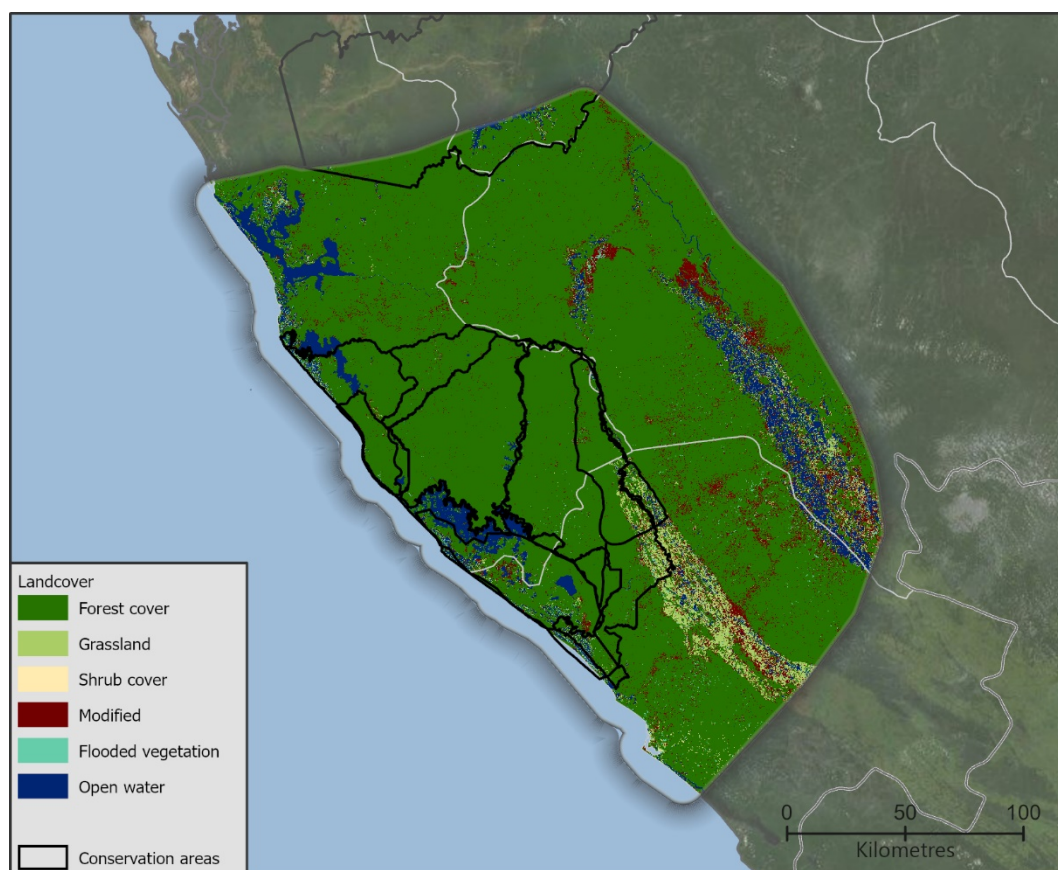 Landcover
Forest cover
Grassland
Shrub cover
Modified
Flooded vegetation
Open water
Conservation areas
0 50 100
Kilometres